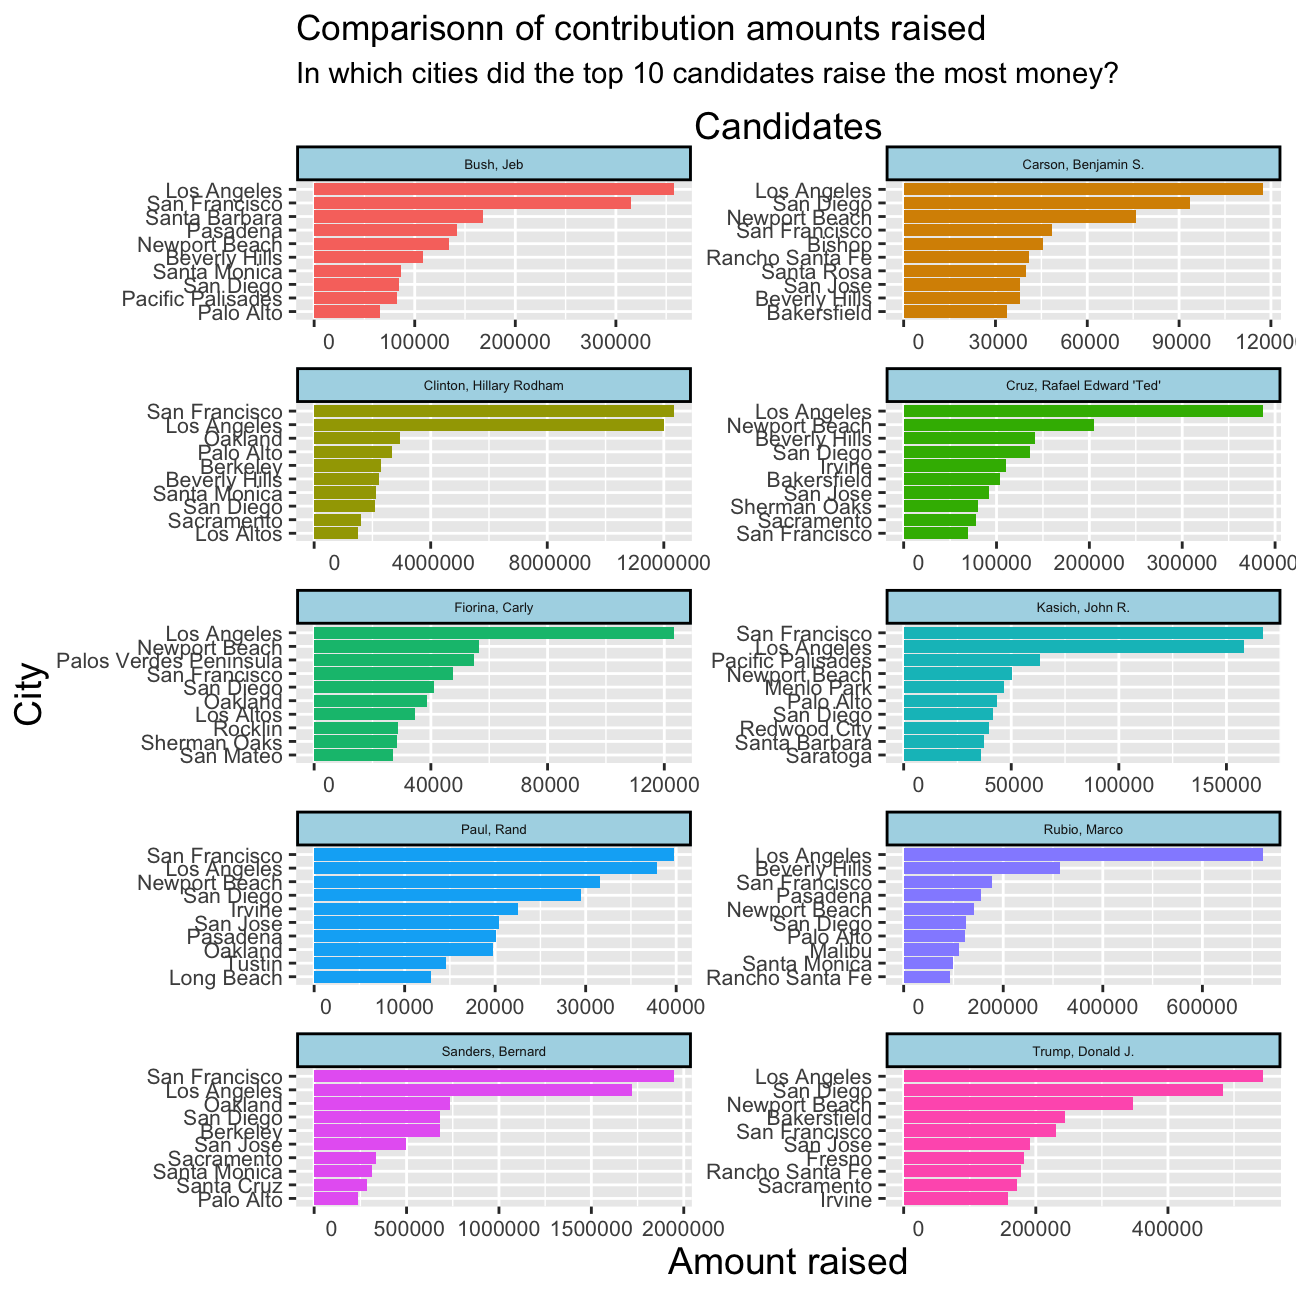 Comparisonn of contribution amounts raised
In which cities did the top 10 candidates raise the most money?
Candidates
City
Bush, Jeb
Los Angeles
San Francisco
Santa Barbara
Pasadena
Newport Beach
Beverly Hills
Santa Monica
San Diego
Pacific Palisades
Palo Alto
0 100000 200000 300000
Carson, Benjamin S.
Los Angeles
San Diego
Newport Beach
San Francisco
Bishop
Rancho Santa Fe
Santa Rosa
San Jose
Beverly Hills
Bakersfield
0 30000 60000 90000 120000
Clinton, Hillary Rodham
San Francisco
Los Angeles
Oakland
Palo Alto
Berkeley
Beverly Hills
Santa Monica
San Diego
Sacramento
Los Altos
0 4000000 8000000 12000000
Cruz, Rafael Edward 'Ted'
Los Angeles
Newport Beach
Beverly Hills
San Diego
Irvine
Bakersfield
San Jose
Sherman Oaks
Sacramento
San Francisco
0 100000 200000 300000 40000
Fiorina, Carly
Los Angeles
Newport Beach
Palos Verdes Peninsula
San Francisco
San Diego
Oakland
Los Altos
Rocklin
Sherman Oaks
San Mateo
0 40000 80000 120000
Kasich, John R.
San Francisco
Los Angeles
Pacific Palisades
Newport Beach
Menlo Park
Palo Alto
San Diego
Redwood City
Santa Barbara
Saratoga
0 50000 100000 150000
Paul, Rand
San Francisco
Los Angeles
Newport Beach
San Diego
Irvine
San Jose
Pasadena
Oakland
Tustin
Long Beach
0 10000 20000 30000 40000
Rubio, Marco
Los Angeles
Beverly Hills
San Francisco
Pasadena
Newport Beach
San Diego
Palo Alto
Malibu
Santa Monica
Rancho Santa Fe
0 200000 400000 600000
Sanders, Bernard
San Francisco
Los Angeles
Oakland
San Diego
Berkeley
San Jose
Sacramento
Santa Monica
Santa Cruz
Palo Alto
0 500000 1000000 1500000 2000000
Trump, Donald J.
Los Angeles
San Diego
Newport Beach
Bakersfield
San Francisco
San Jose
Fresno
Rancho Santa Fe
Sacramento
Irvine
0 200000 400000
Amount raised